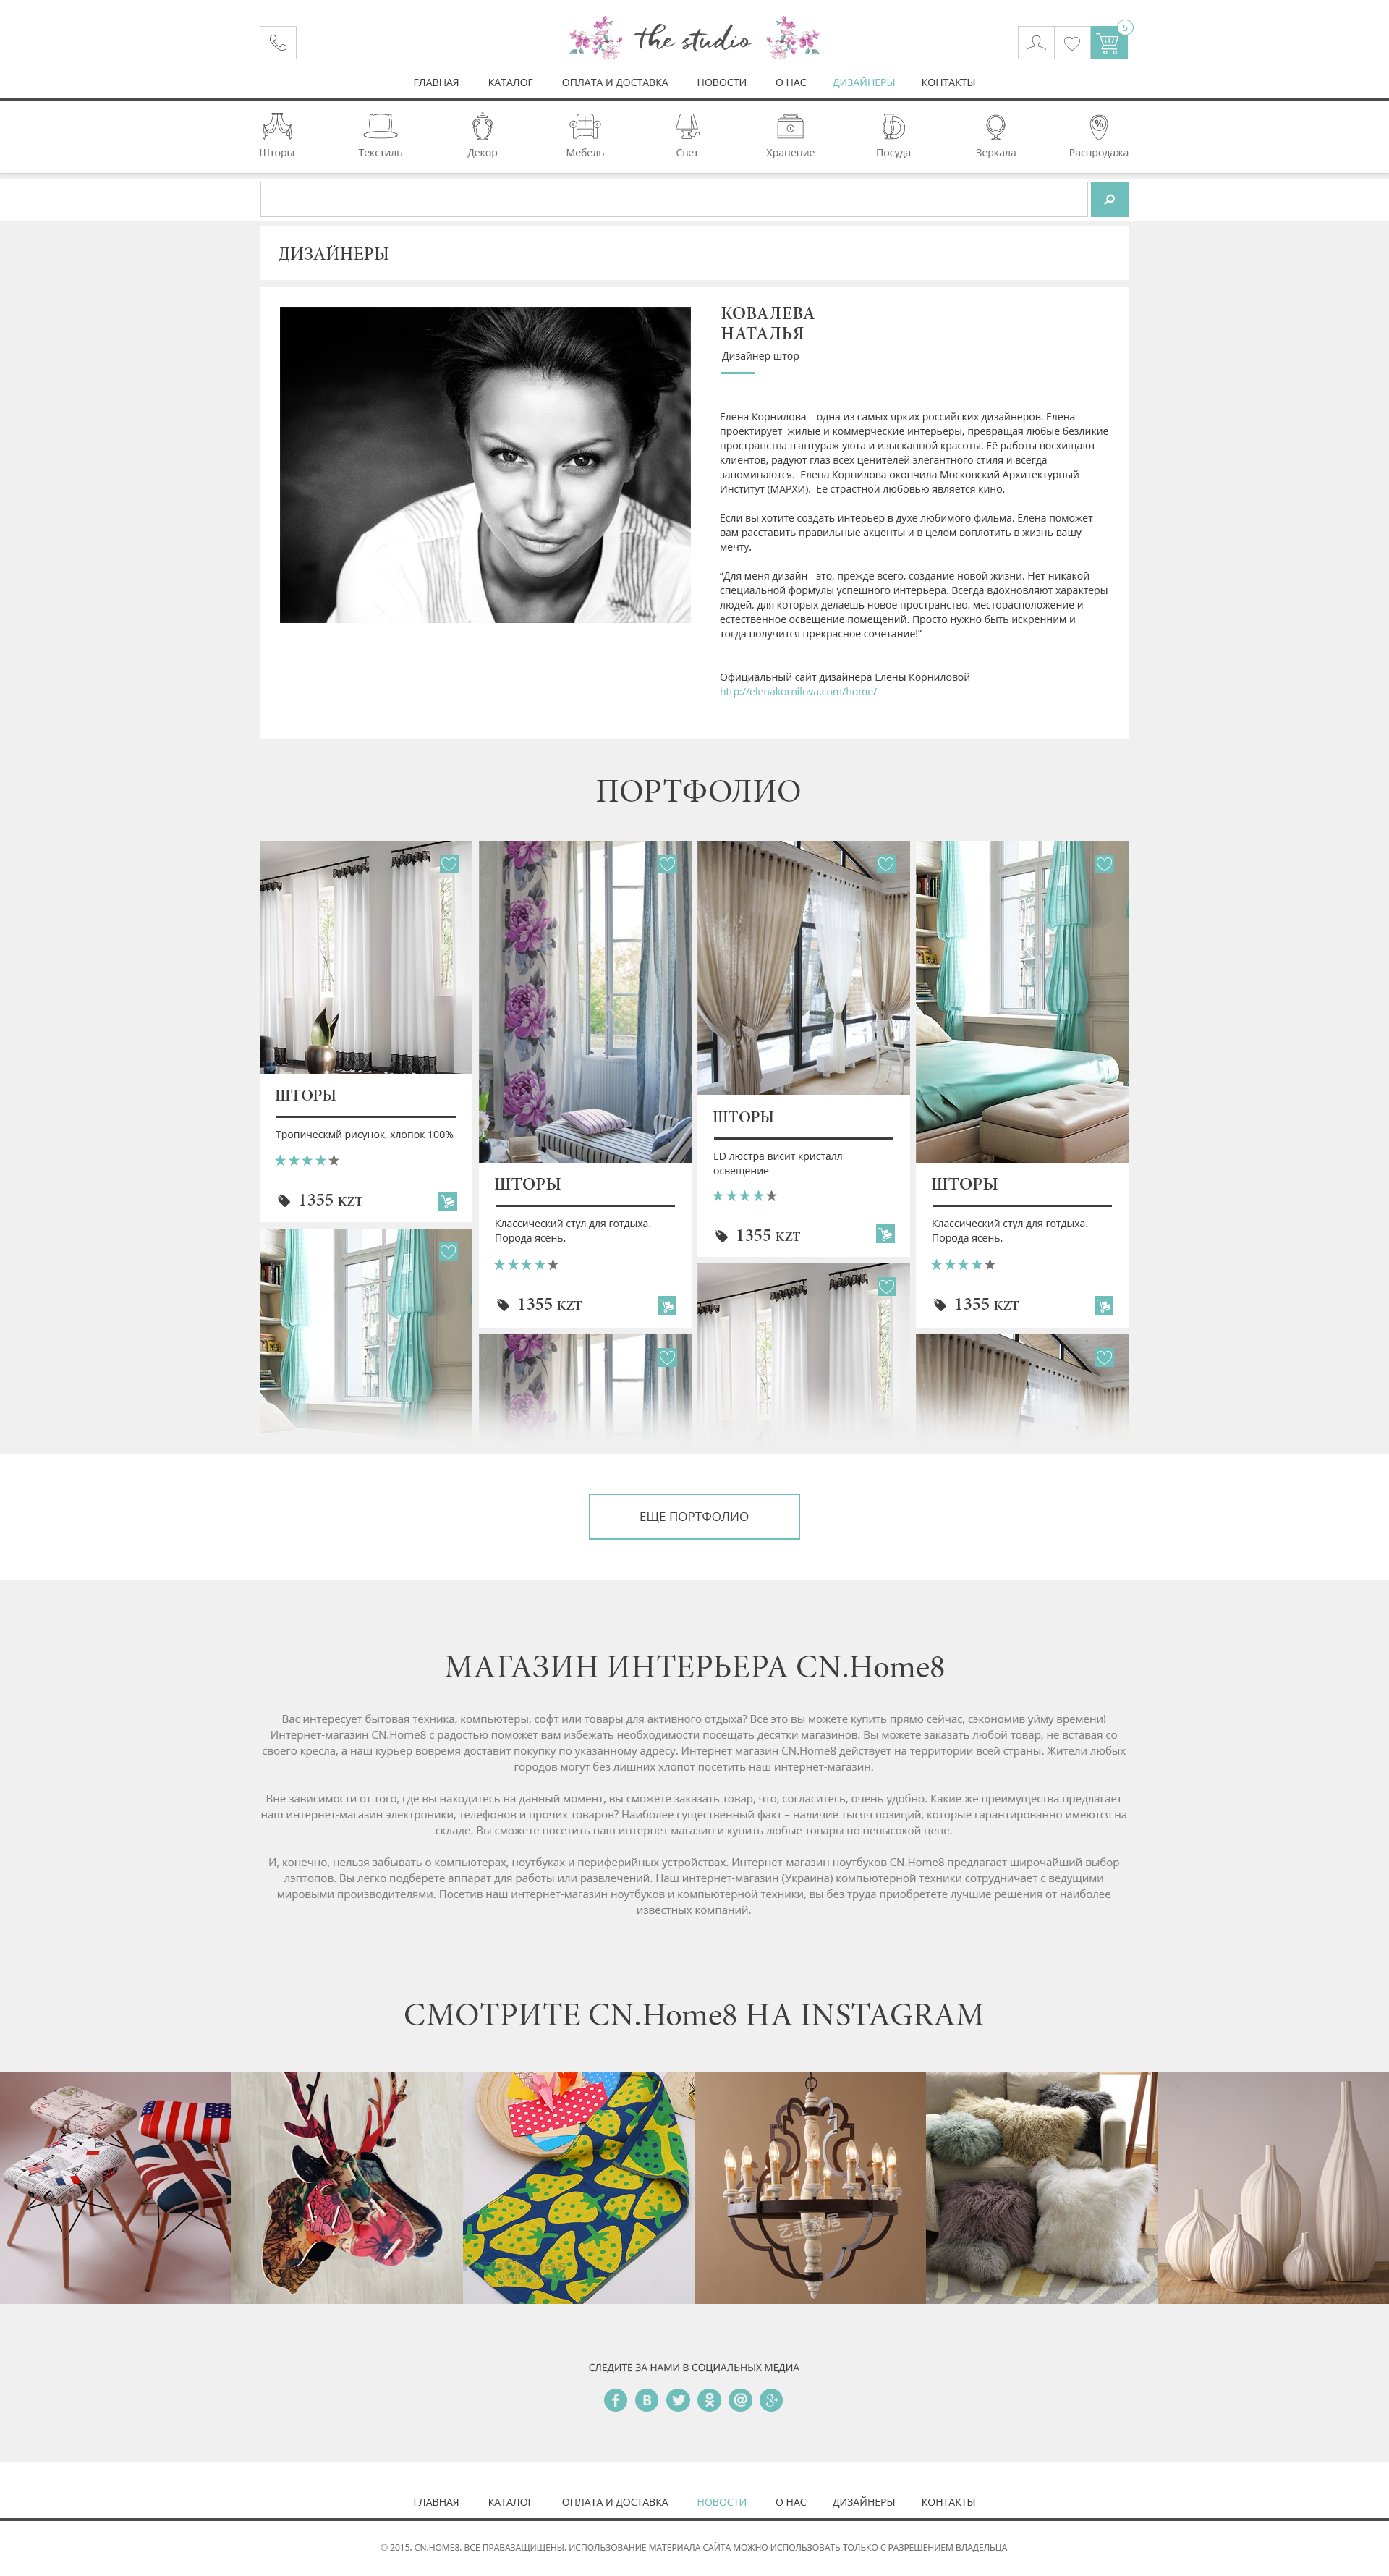 the studio
5
ГЛАВНАЯ КАТАЛОГ ОПЛАТА И ДОСТАВКА НОВОСТИ О НАС ДИЗАЙНЕРЫ КОНТАКТЫ
Шторы Текстиль Декор Мебель Свет Хранение Посуда Зеркала Распродажа
ДИЗАЙНЕРЫ
КОВАЛЕВА
НАТАЛЬЯ
Дизайнер штор
Елена Корнилова – одна из самых ярких российских дизайнеров. Елена
проектирует жилые и коммерческие интерьеры, превращая любые безликие
пространства в антураж уюта и изысканной красоты. Её работы восхищают
клиентов, радуют глаз всех ценителей элегантного стиля и всегда
запоминаются. Елена Корнилова окончила Московский Архитектурный
Институт (МАРХИ). Её страстной любовью является кино.
Если вы хотите создать интерьер в духе любимого фильма, Елена поможет
вам расставить правильные акценты и в целом воплотить в жизнь вашу
мечту.
"Для меня дизайн - это, прежде всего, создание новой жизни. Нет никакой
специальной формулы успешного интерьера. Всегда вдохновляют характеры
людей, для которых делаешь новое пространство, месторасположение и
естественное освещение помещений. Просто нужно быть искренним и
тогда получится прекрасное сочетание!"
Официальный сайт дизайнера Елены Корниловой
http://elenakornilova.com/home/
ПОРТФОЛИО
ШТОРЫ
Тропическмй рисунок, хлопок 100%
1355 KZT
ШТОРЫ
Классический стул для готдыха.
Порода ясень.
1355 KZT
ШТОРЫ
ED люстра висит кристалл
освещение
1355 KZT
ШТОРЫ
Классический стул для готдыха.
Порода ясень.
1355 KZT
ЕЩЕ ПОРТФОЛИО
МАГАЗИН ИНТЕРЬЕРА CN.Home8
Вас интересует бытовая техника, компьютеры, софт или товары для активного отдыха? Все это вы можете купить прямо сейчас, сэкономив уйму времени!
Интернет-магазин CN.Home8 с радостью поможет вам избежать необходимости посещать десятки магазинов. Вы можете заказать любой товар, не вставая со
своего кресла, а наш курьер вовремя доставит покупку по указанному адресу. Интернет магазин CN.Home8 действует на территории всей страны. Жители любых
городов могут без лишних хлопот посетить наш интернет-магазин.
Вне зависимости от того, где вы находитесь на данный момент, вы сможете заказать товар, что, согласитесь, очень удобно. Какие же преимущества предлагает
наш интернет-магазин электроники, телефонов и прочих товаров? Наиболее существенный факт – наличие тысяч позиций, которые гарантированно имеются на
складе. Вы сможете посетить наш интернет магазин и купить любые товары по невысокой цене.
И, конечно, нельзя забывать о компьютерах, ноутбуках и периферийных устройствах. Интернет-магазин ноутбуков CN.Home8 предлагает широчайший выбор
лэптопов. Вы легко подберете аппарат для работы или развлечений. Наш интернет-магазин (Украина) компьютерной техники сотрудничает с ведущими
мировыми производителями. Посетив наш интернет-магазин ноутбуков и компьютерной техники, вы без труда приобретете лучшие решения от наиболее
известных компаний.
СМОТРИТЕ CN.Home8 НА INSTAGRAM
艺菲家居
СЛЕДИТЕ ЗА НАМИ В СОЦИАЛЬНЫХ МЕДИА
ГЛАВНАЯ КАТАЛОГ ОПЛАТА И ДОСТАВКА НОВОСТИ О НАС ДИЗАЙНЕРЫ КОНТАКТЫ
© 2015. CN.HOME8. ВСЕ ПРАВАЗАЩИЩЕНЫ. ИСПОЛЬЗОВАНИЕ МАТЕРИАЛА САЙТА МОЖНО ИСПОЛЬЗОВАТЬ ТОЛЬКО С РАЗРЕШЕНИЕМ ВЛАДЕЛЬЦА